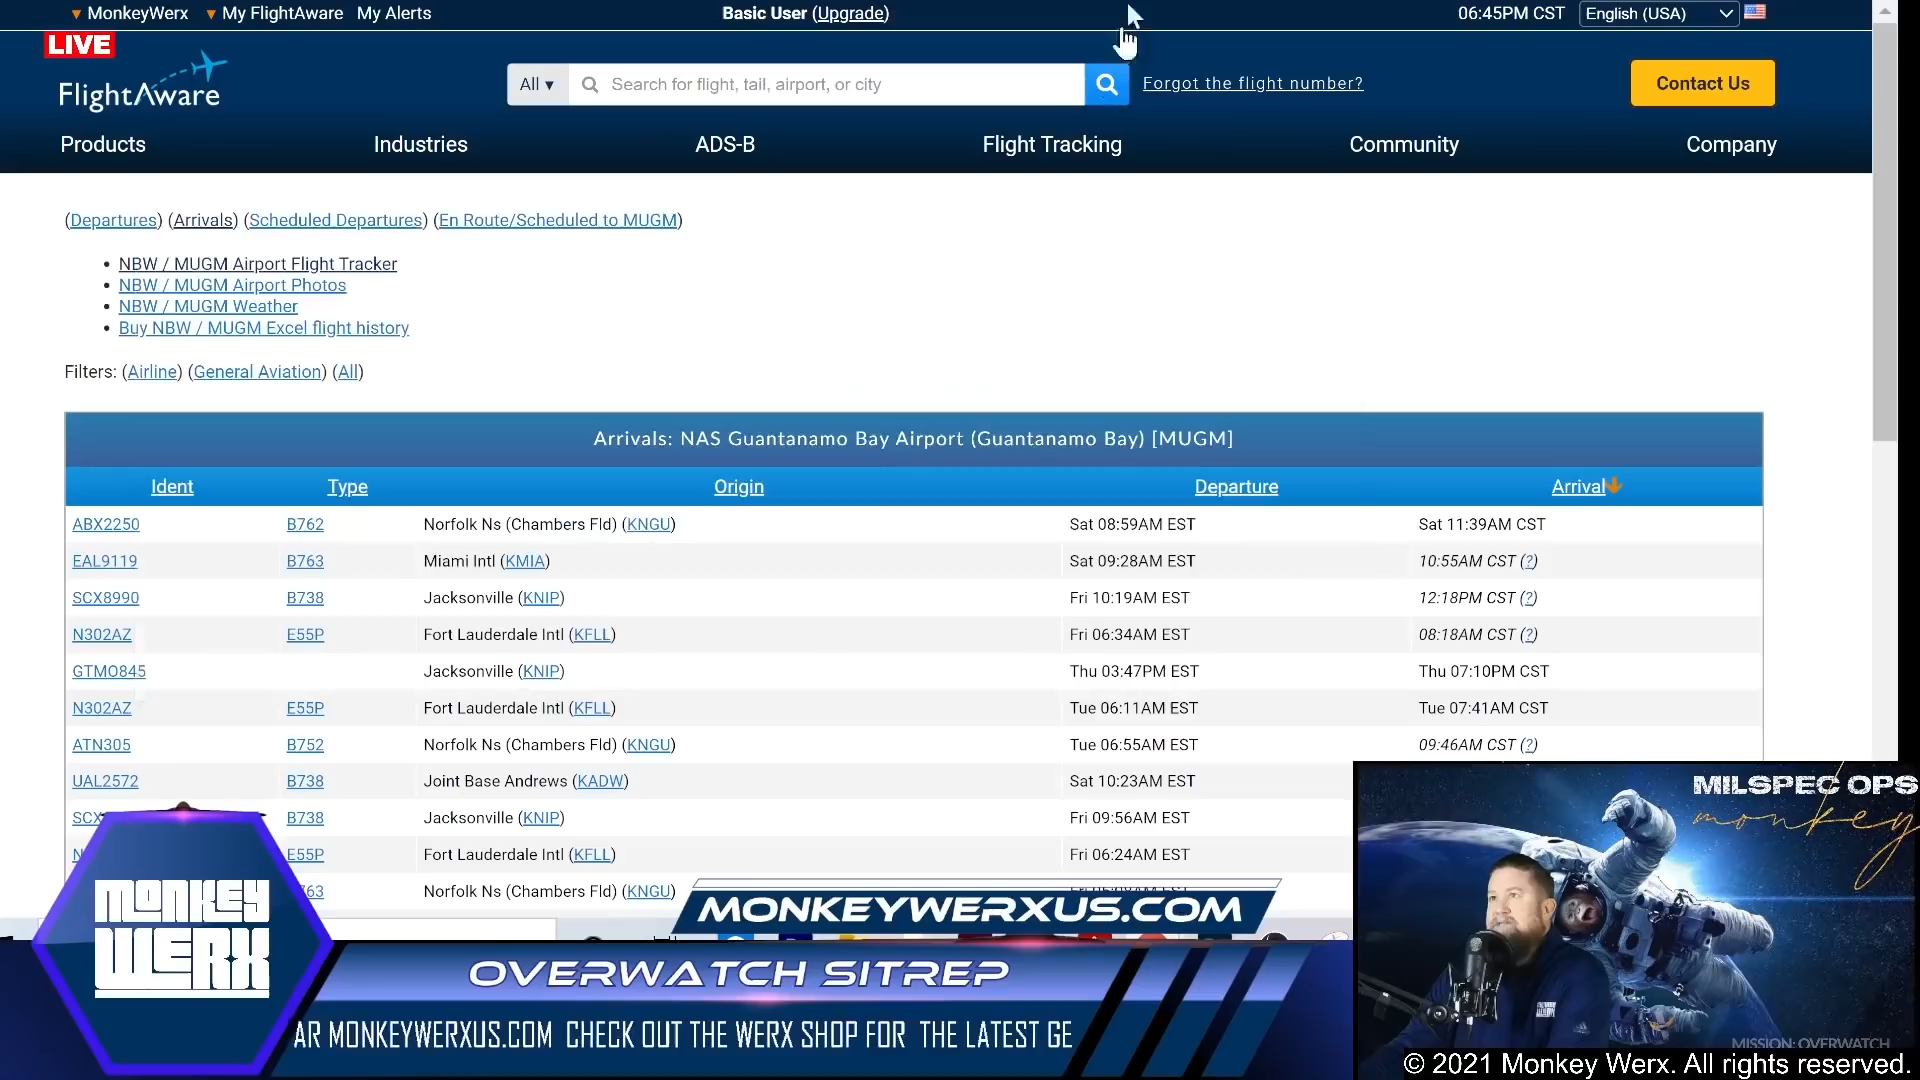 MonkeyWerx My FlightAware My Alerts Basic User (Upgrade) 06:45PM CST English (USA)
LIVE
FlightAware All Search for flight, tail, airport, or city Forgot the flight number? Contact Us
Products Industries ADS-B Flight Tracking Community Company
(Departures) (Arrivals) (Scheduled Departures) (En Route/Scheduled to MUGM)
• NBW / MUGM Airport Flight Tracker
• NBW / MUGM Airport Photos
• NBW / MUGM Weather
• Buy NBW / MUGM Excel flight history
Filters: (Airline) (General Aviation) (All)
Arrivals: NAS Guantanamo Bay Airport (Guantanamo Bay) [MUGM]
Ident Type Origin Departure Arrival
ABX2250 B762 Norfolk Ns (Chambers Fld) (KNGU) Sat 08:59AM EST Sat 11:39AM CST
EAL9119 B763 Miami Intl (KMIA) Sat 09:28AM EST 10:55AM CST (?)
SCX8990 B738 Jacksonville (KNIP) Fri 10:19AM EST 12:18PM CST (?)
N302AZ E55P Fort Lauderdale Intl (KFLL) Fri 06:34AM EST 08:18AM CST (?)
GTMO845 Jacksonville (KNIP) Thu 03:47PM EST Thu 07:10PM CST
N302AZ E55P Fort Lauderdale Intl (KFLL) Tue 06:11AM EST Tue 07:41AM CST
ATN305 B752 Norfolk Ns (Chambers Fld) (KNGU) Tue 06:55AM EST 09:46AM CST (?)
UAL2572 B738 Joint Base Andrews (KADW) Sat 10:23AM EST
SCX B738 Jacksonville (KNIP) Fri 09:56AM EST
N E55P Fort Lauderdale Intl (KFLL) Fri 06:24AM EST
763 Norfolk Ns (Chambers Fld) (KNGU)
MILSPEC OPS
monkey
MONKEY
WERX
MONKEYWERXUS.COM
OVERWATCH SITREP
AR MONKEYWERXUS.COM CHECK OUT THE WERX SHOP FOR THE LATEST GE
MISSION: OVERWATCH
© 2021 Monkey Werx. All rights reserved.